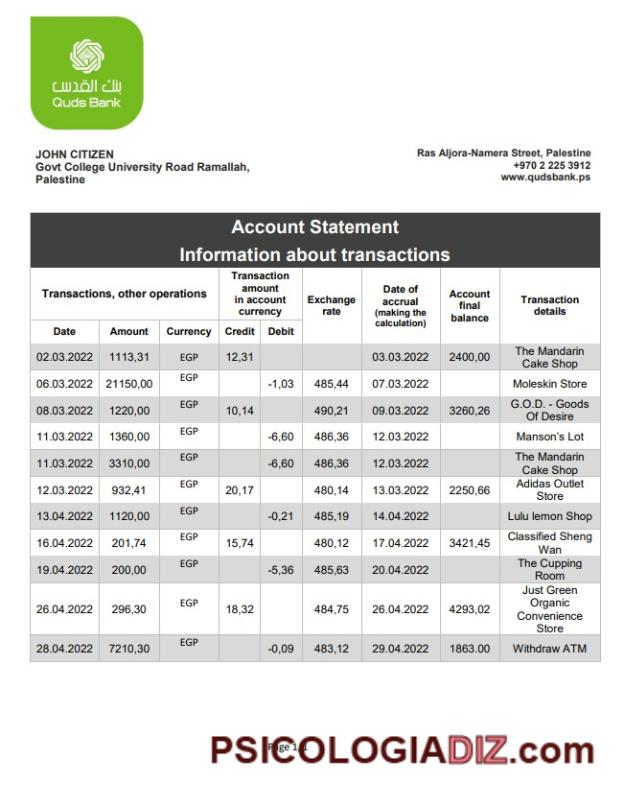 بنك القدس
Quds Bank
JOHN CITIZEN
Govt College University Road Ramallah,
Palestine
Ras Aljora-Namera Street, Palestine
+970 2 225 3912
www.qudsbank.ps
Account Statement
Information about transactions
Transactions, other operations
Transaction
amount
in account
currency
Exchange
rate
Date of
accrual
(making the
calculation)
Account
final
balance
Transaction
details
Date Amount Currency Credit Debit
02.03.2022 1113,31 EGP 12,31 03.03.2022 2400,00 The Mandarin
Cake Shop
06.03.2022 21150,00 EGP -1,03 485,44 07.03.2022 Moleskin Store
08.03.2022 1220,00 EGP 10,14 490,21 09.03.2022 3260,26 G.O.D. - Goods
Of Desire
11.03.2022 1360,00 EGP -6,60 486,36 12.03.2022 Manson's Lot
11.03.2022 3310,00 EGP -6,60 486,36 12.03.2022 The Mandarin
Cake Shop
12.03.2022 932,41 EGP 20,17 480,14 13.03.2022 2250,66 Adidas Outlet
Store
13.04.2022 1120,00 EGP -0,21 485,19 14.04.2022 Lulu lemon Shop
16.04.2022 201,74 EGP 15,74 480,12 17.04.2022 3421,45 Classified Sheng
Wan
19.04.2022 200,00 EGP -5,36 485,63 20.04.2022 The Cupping
Room
26.04.2022 296,30 EGP 18,32 484,75 26.04.2022 4293,02 Just Green
Organic
Convenience
Store
28.04.2022 7210,30 EGP -0,09 483,12 29.04.2022 1863.00 Withdraw ATM
Page 1/1
PSICOLOGIADIZ.com